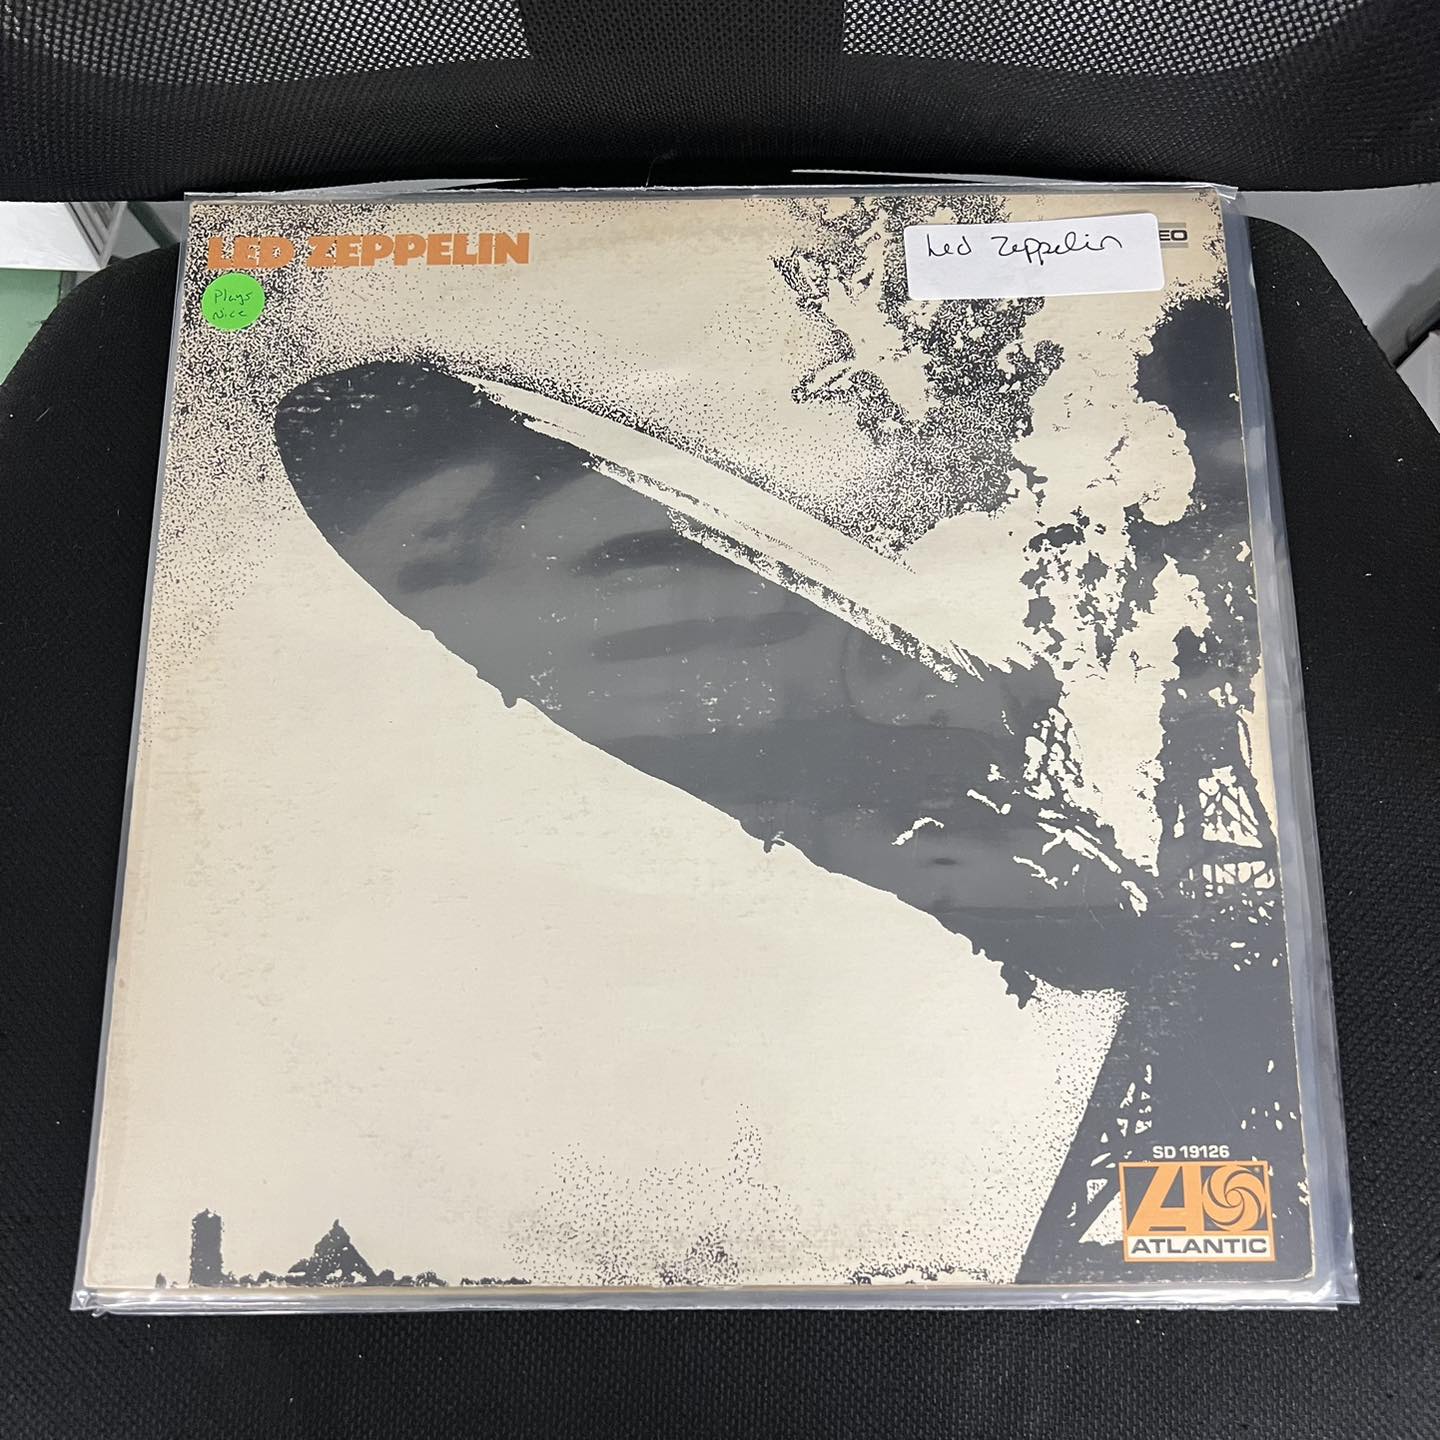 LED ZEPPELIN
Led Zeppelin
EO
Plays
Nice
SD 19126
ATLANTIC